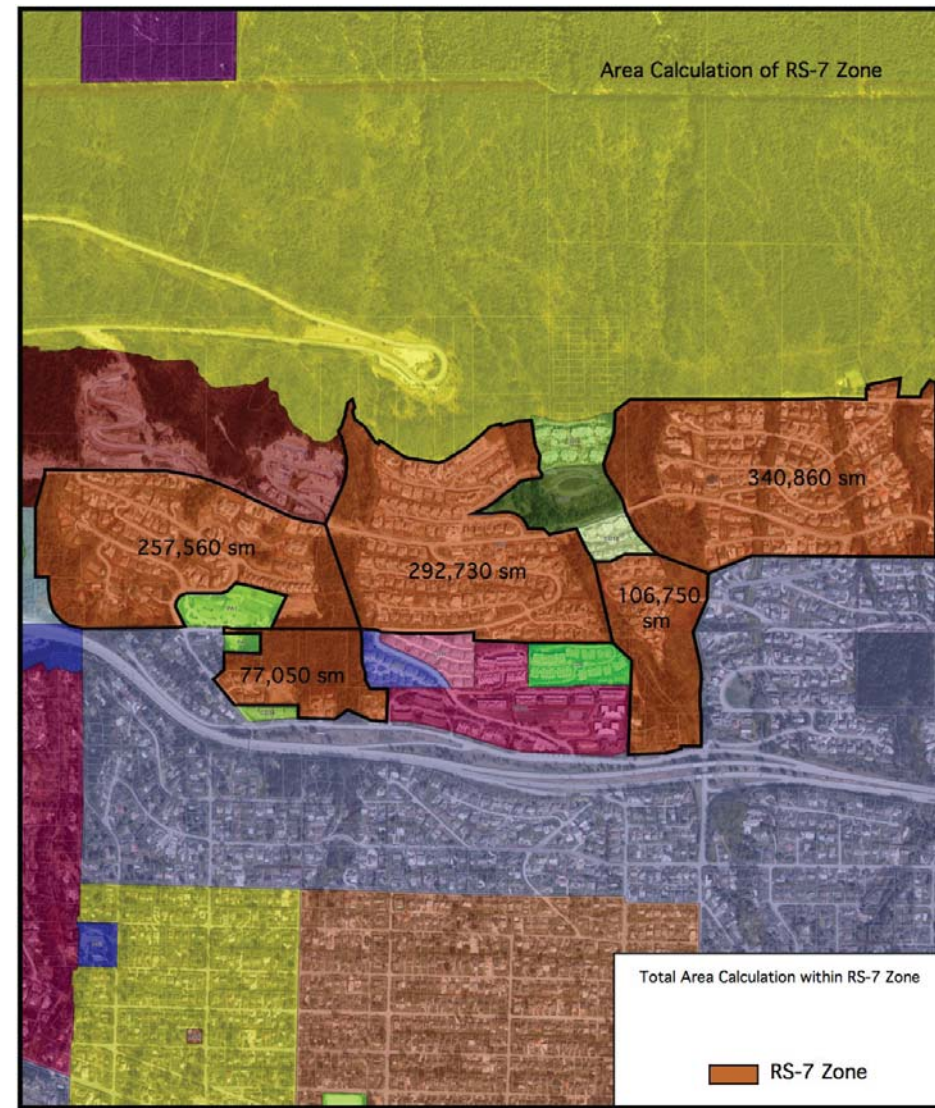 Area Calculation of RS-7 Zone
340,860 sm
257,560 sm
292,730 sm
106,750
sm
77,050 sm
Total Area Calculation within RS-7 Zone
RS-7 Zone